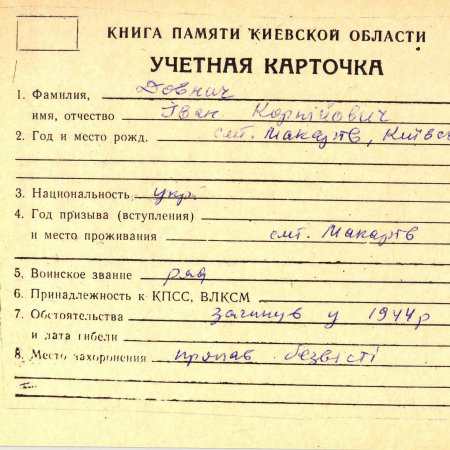 КНИГА ПАМЯТИ КИЕВСКОЙ ОБЛАСТИ
УЧЕТНАЯ КАРТОЧКА
1. Фамилия, Довнич
имя, отчество Іван Корнійович
2. Год и место рожд. смт. Макарів, Київсь
3. Национальность укр.
4. Год призыва (вступления)
и место проживания смт. Макарів
5. Воинское звание ряд
6. Принадлежность к КПСС, ВЛКСМ
7. Обстоятельства загинув у 1944 р
и дата гибели
8. Место захоронения пропав безвісті